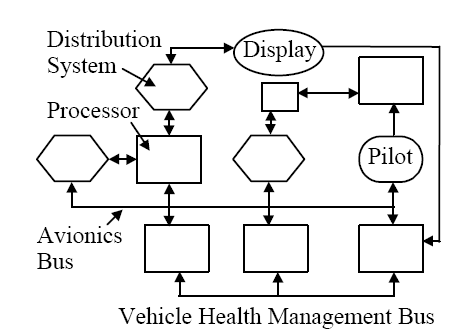 Distribution
System
Display
Processor
Pilot
Avionics
Bus
Vehicle Health Management Bus